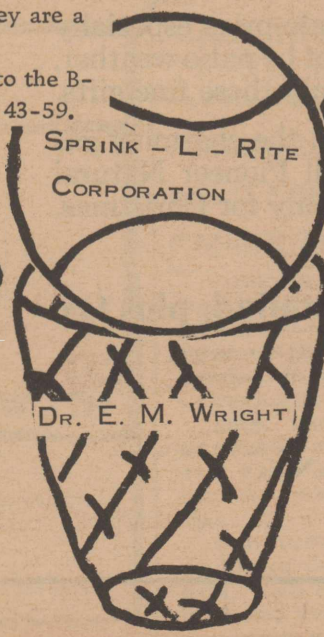 ey are a
to the B-
43-59.
SPRINK - L - RITE
CORPORATION
DR. E. M. WRIGHT